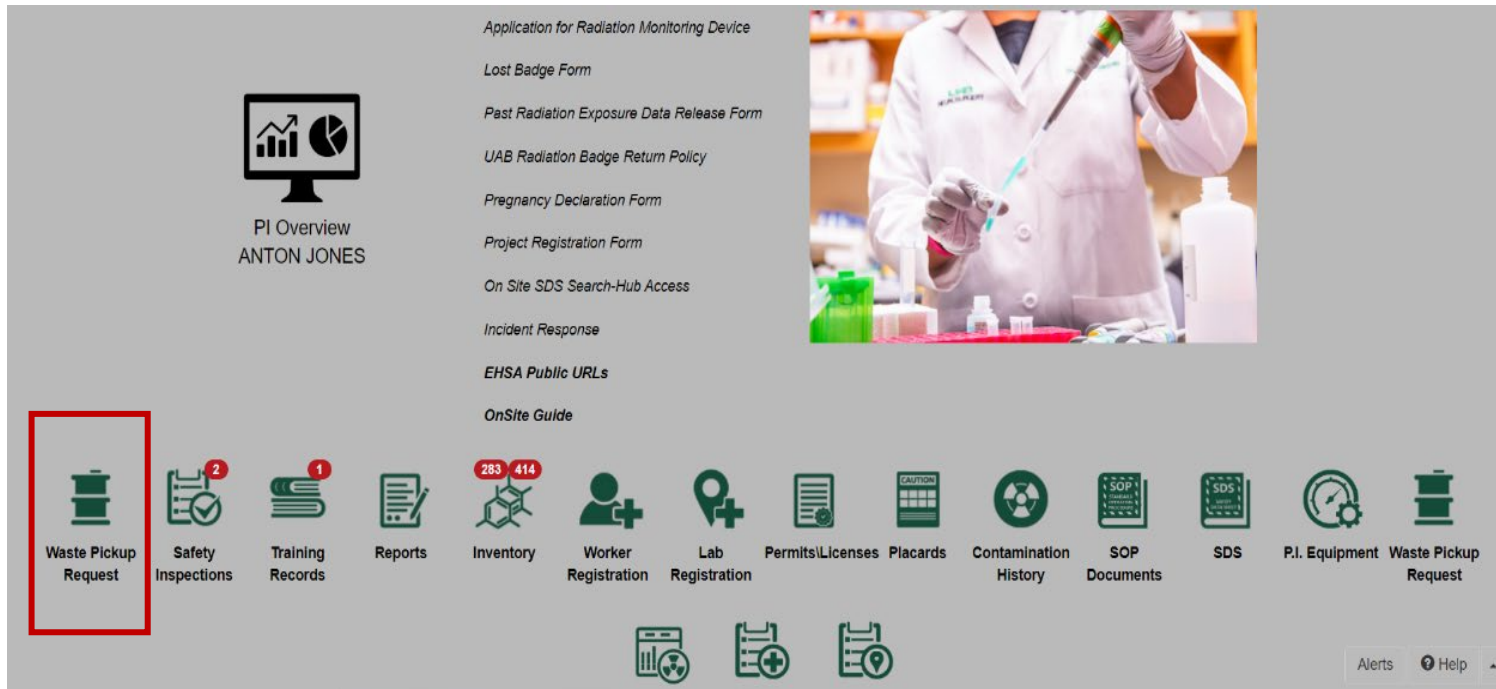 Application for Radiation Monitoring Device
Lost Badge Form
Past Radiation Exposure Data Release Form
UAB Radiation Badge Return Policy
Pregnancy Declaration Form
Project Registration Form
On Site SDS Search-Hub Access
Incident Response
EHSA Public URLs
OnSite Guide
PI Overview
ANTON JONES
2
1
283 414
CAUTION
SOP
SDS
Waste Pickup
Request
Safety
Inspections
Training
Records
Reports
Inventory
Worker
Registration
Lab
Registration
Permits\Licenses
Placards
Contamination
History
SOP
Documents
SDS
P.I. Equipment
Waste Pickup
Request
Alerts
Help